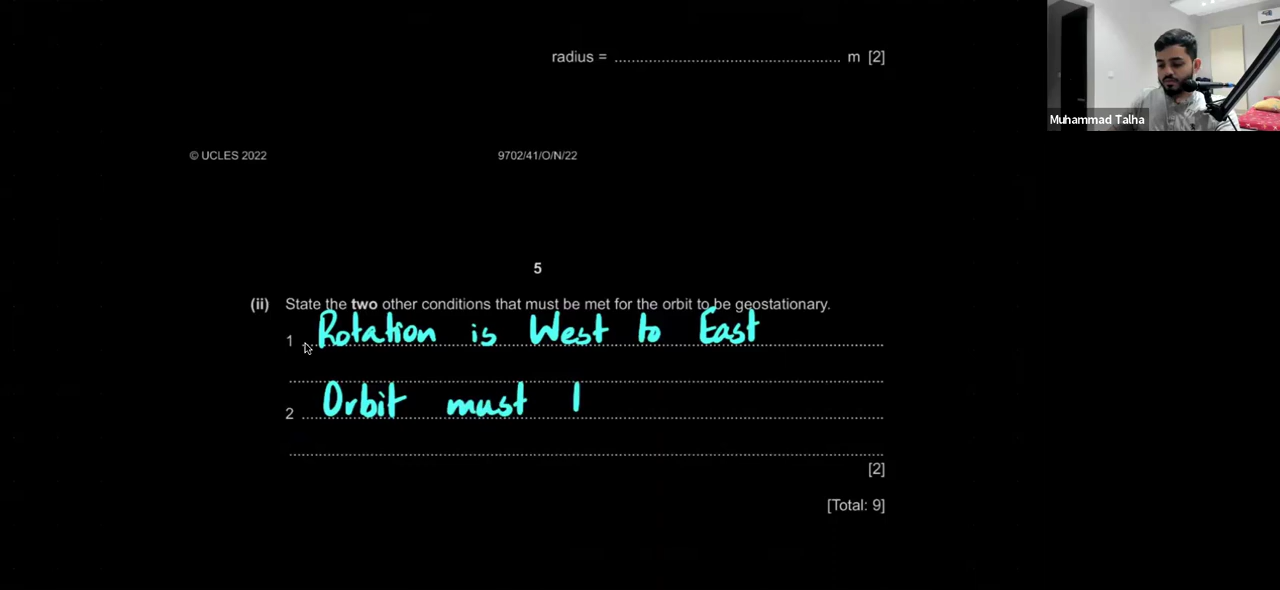 radius = ................................................ m [2]
Muhammad Talha
© UCLES 2022 9702/41/O/N/22
5
(ii) State the two other conditions that must be met for the orbit to be geostationary.
1 Rotation is West to East
2 Orbit must
[2]
[Total: 9]